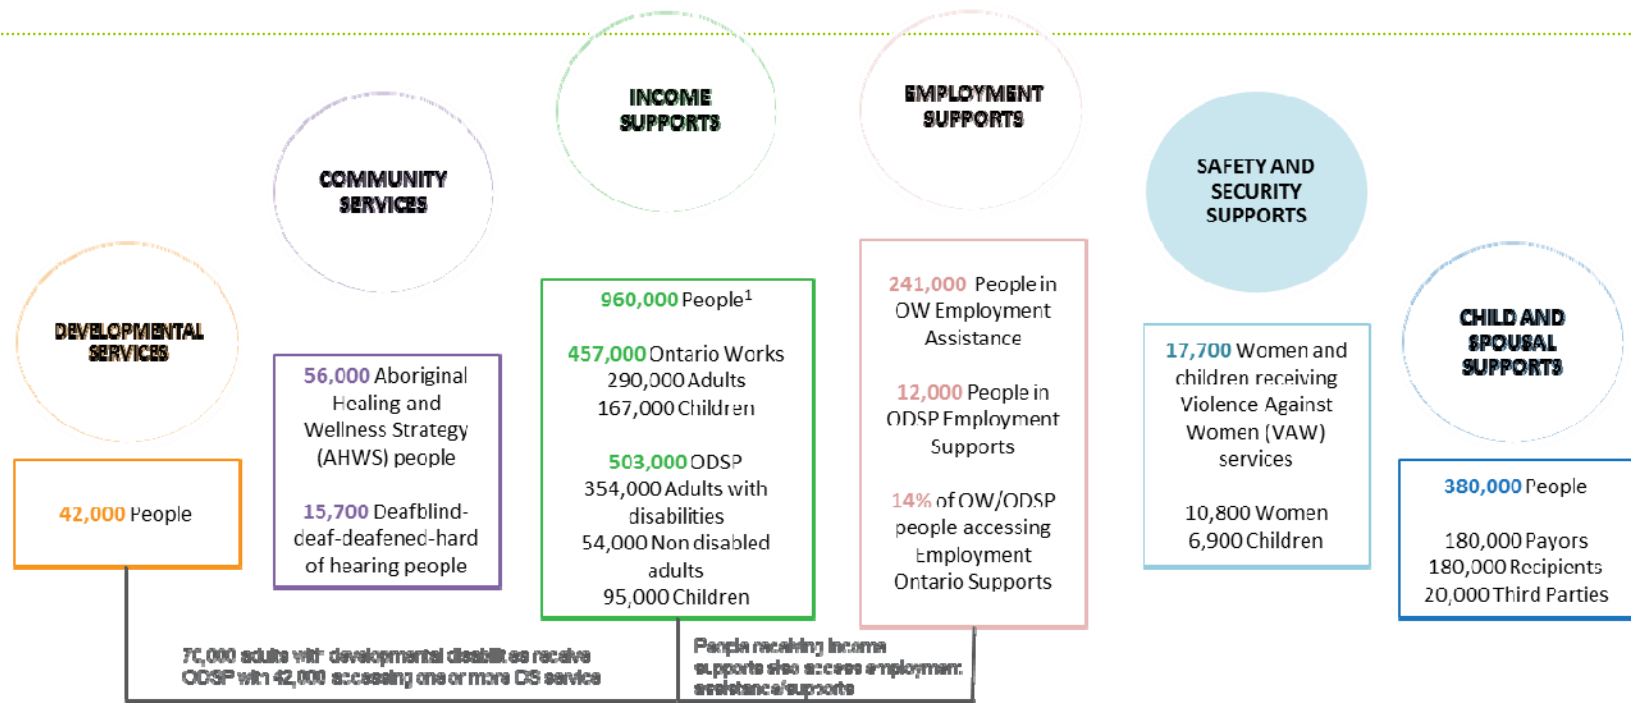 DEVELOPMENTAL
SERVICES
42,000 People
COMMUNITY
SERVICES
56,000 Aboriginal
Healing and
Wellness Strategy
(AHWS) people
15,700 Deafblind-
deaf-deafened-hard
of hearing people
INCOME
SUPPORTS
960,000 People¹
457,000 Ontario Works
290,000 Adults
167,000 Children
503,000 ODSP
354,000 Adults with
disabilities
54,000 Non disabled
adults
95,000 Children
EMPLOYMENT
SUPPORTS
241,000 People in
OW Employment
Assistance
12,000 People in
ODSP Employment
Supports
14% of OW/ODSP
people accessing
Employment
Ontario Supports
SAFETY AND
SECURITY
SUPPORTS
17,700 Women and
children receiving
Violence Against
Women (VAW)
services
10,800 Women
6,900 Children
CHILD AND
SPOUSAL
SUPPORTS
380,000 People
180,000 Payors
180,000 Recipients
20,000 Third Parties
70,000 adults with developmental disabilities receive
ODSP with 42,000 accessing one or more DS service
People receiving income
supports also access employment
assistance/supports